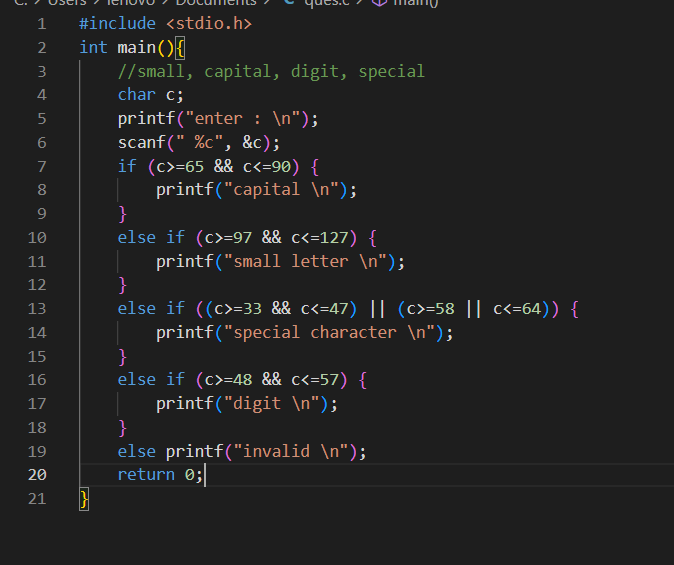 C: > Users > lenovo > Documents > C ques.c > main()
1 #include <stdio.h>
2 int main(){
3 //small, capital, digit, special
4 char c;
5 printf("enter : \n");
6 scanf(" %c", &c);
7 if (c>=65 && c<=90) {
8 printf("capital \n");
9 }
10 else if (c>=97 && c<=127) {
11 printf("small letter \n");
12 }
13 else if ((c>=33 && c<=47) || (c>=58 || c<=64)) {
14 printf("special character \n");
15 }
16 else if (c>=48 && c<=57) {
17 printf("digit \n");
18 }
19 else printf("invalid \n");
20 return 0;
21 }